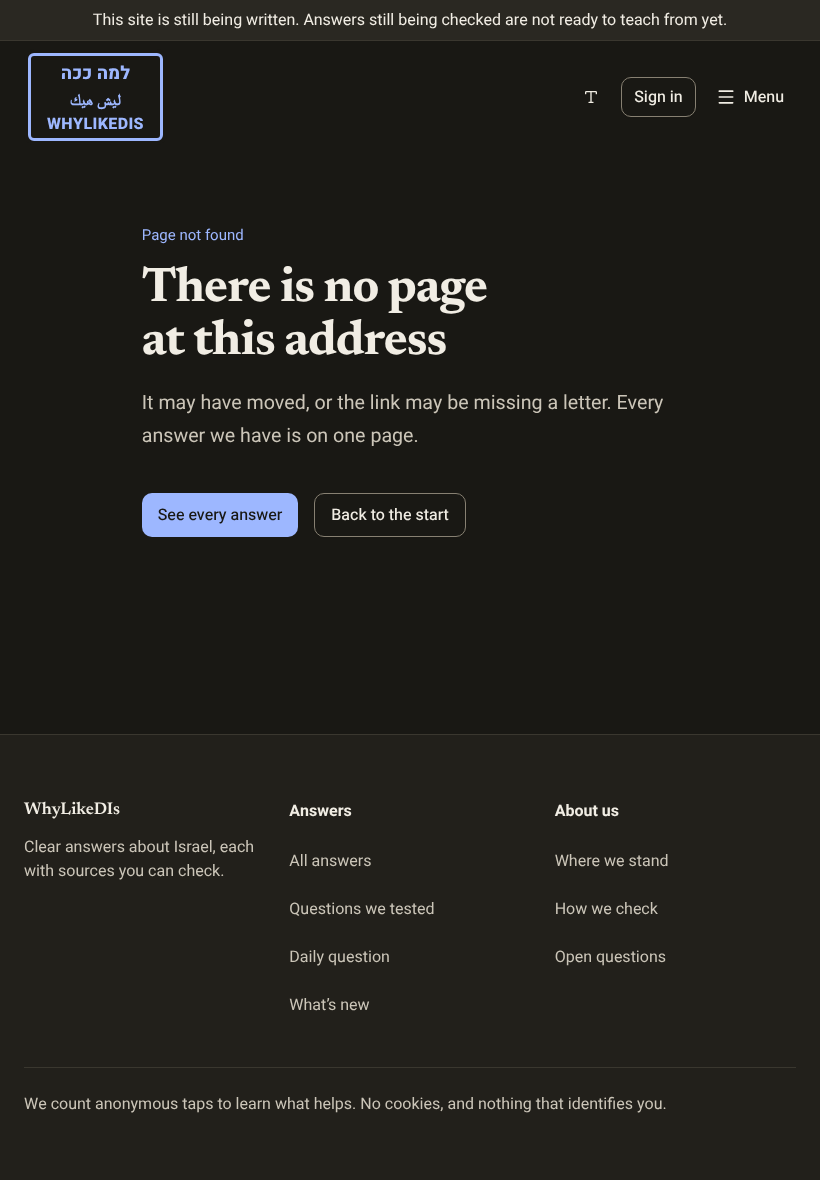 This site is still being written. Answers still being checked are not ready to teach from yet.
למה ככה
ليش هيك
WHYLIKEDIS
T
Sign in
Menu
Page not found
There is no page
at this address
It may have moved, or the link may be missing a letter. Every
answer we have is on one page.
See every answer
Back to the start
WhyLikeDIs
Clear answers about Israel, each
with sources you can check.
Answers
All answers
Questions we tested
Daily question
What’s new
About us
Where we stand
How we check
Open questions
We count anonymous taps to learn what helps. No cookies, and nothing that identifies you.